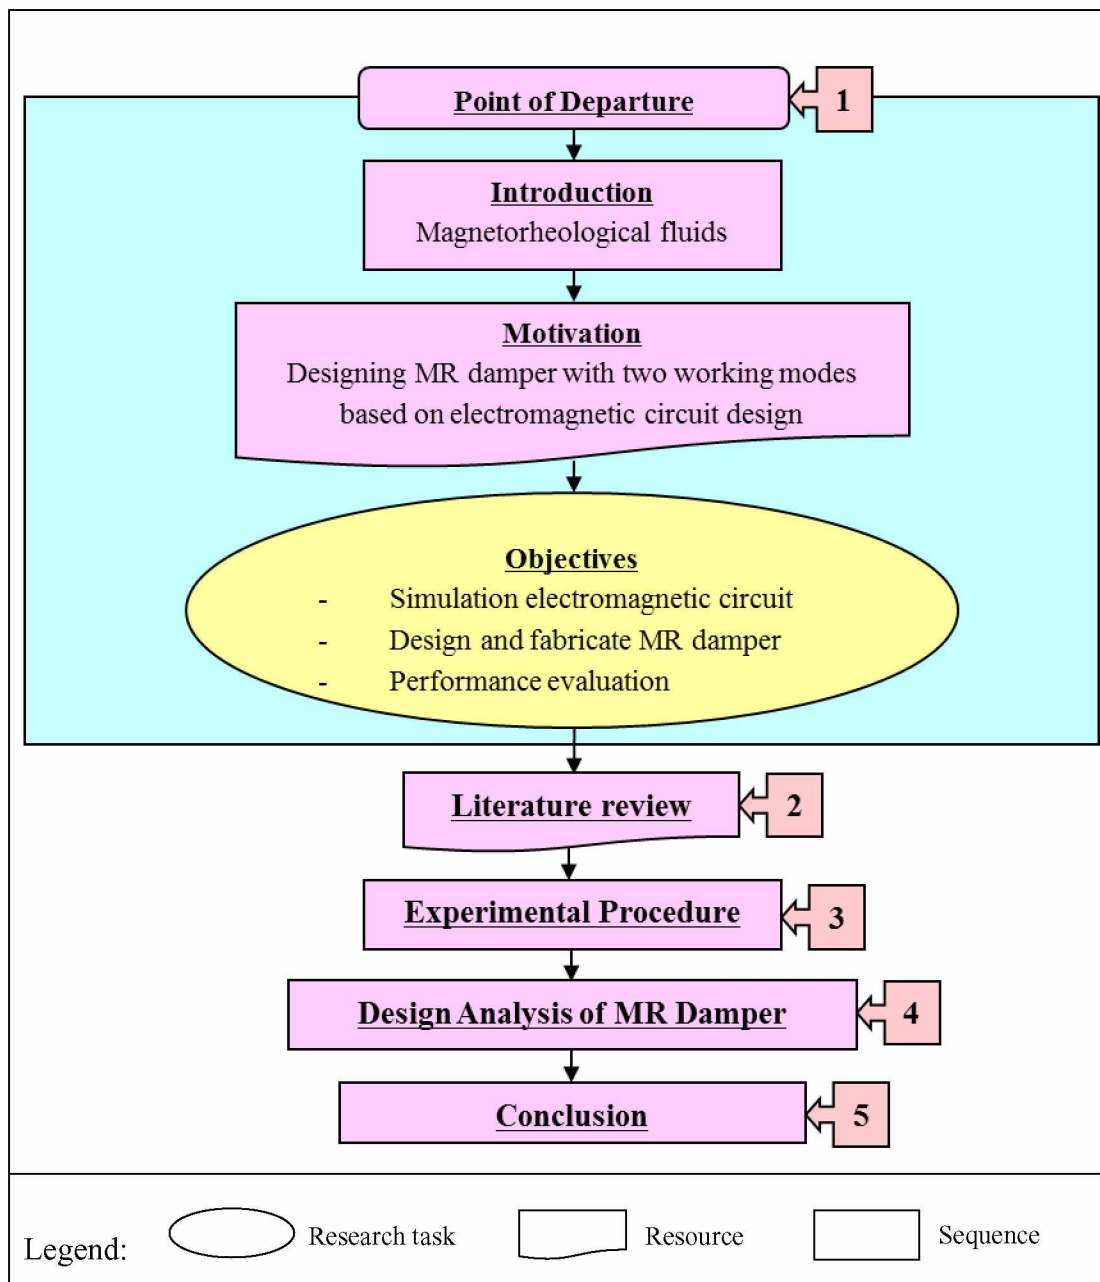 Point of Departure
1
Introduction
Magnetorheological fluids
Motivation
Designing MR damper with two working modes
based on electromagnetic circuit design
Objectives
- Simulation electromagnetic circuit
- Design and fabricate MR damper
- Performance evaluation
Literature review
2
Experimental Procedure
3
Design Analysis of MR Damper
4
Conclusion
5
Legend:
Research task
Resource
Sequence